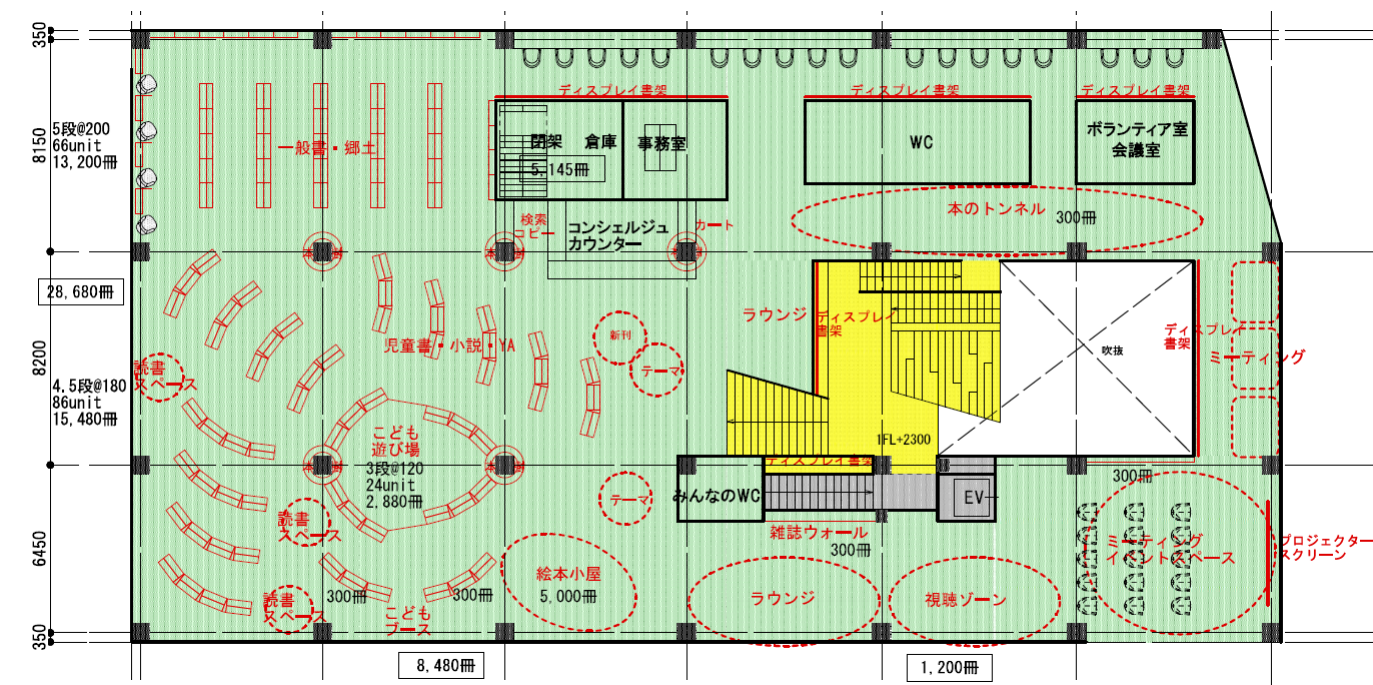 350
8150
8200
6450
350
5段@200
66unit
13,200冊
28,680冊
4.5段@180
86unit
15,480冊
一般書・郷土
ディスプレイ書架
ディスプレイ書架
ディスプレイ書架
閉架 倉庫
5,145冊
事務室
WC
ボランティア室
会議室
検索
コピー
コンシェルジュ
カウンター
カート
本のトンネル
300冊
児童書・小説・YA
新刊
テーマ
ラウンジ
ディスプレイ
書架
吹抜
ディスプレイ
書架
ミーティング
読書
スペース
こども
遊び場
3段@120
24unit
2,880冊
1FL+2300
ディスプレイ書架
みんなのWC
EV
300冊
テーマ
読書
スペース
雑誌ウォール
300冊
ミーティング
イベントスペース
プロジェクター
スクリーン
読書
スペース
300冊
こども
ブース
300冊
絵本小屋
5,000冊
ラウンジ
視聴ゾーン
8,480冊
1,200冊